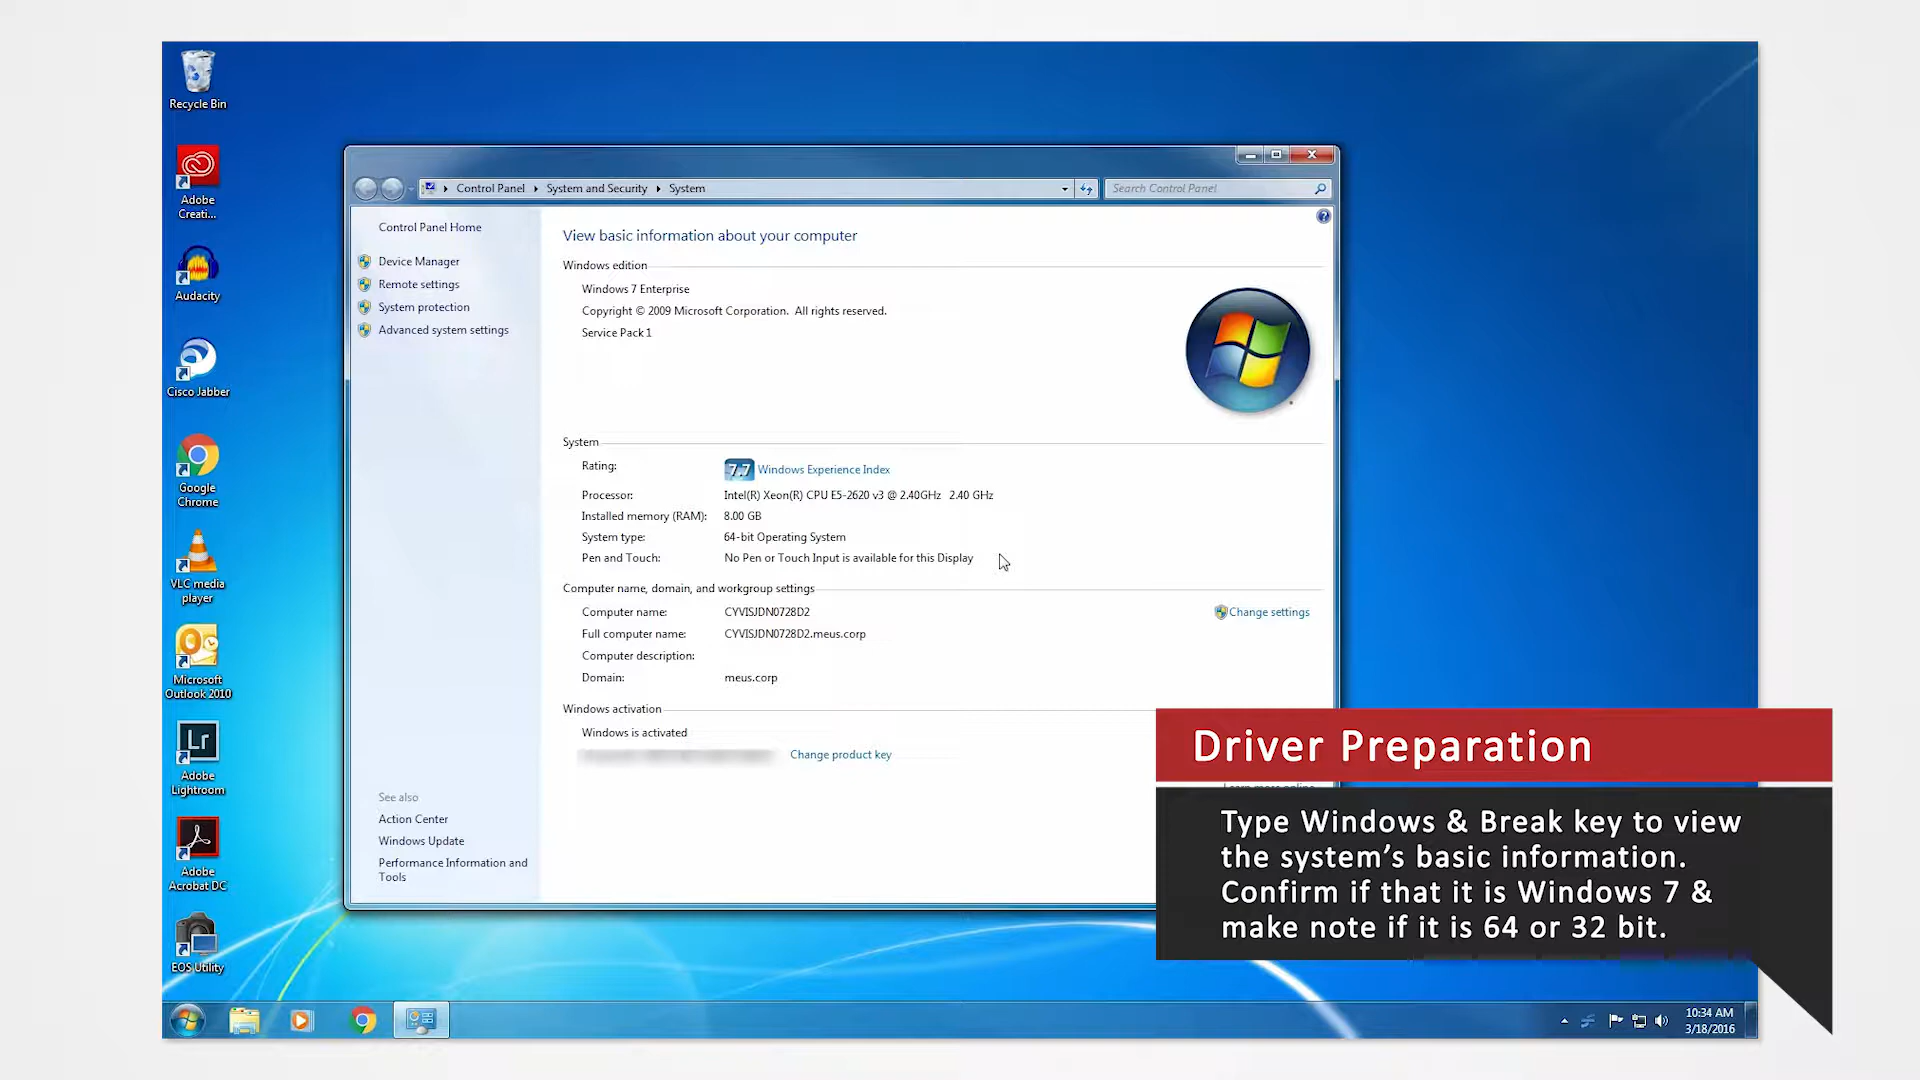 Recycle Bin
Adobe
Creati...
Audacity
Cisco Jabber
Google
Chrome
VLC media
player
Microsoft
Outlook 2010
Lr
Adobe
Lightroom
Adobe
Acrobat DC
EOS Utility
Control Panel
System and Security
System
Search Control Panel
Control Panel Home
Device Manager
Remote settings
System protection
Advanced system settings
See also
Action Center
Windows Update
Performance Information and
Tools
View basic information about your computer
Windows edition
Windows 7 Enterprise
Copyright © 2009 Microsoft Corporation. All rights reserved.
Service Pack 1
System
Rating: 7.7 Windows Experience Index
Processor: Intel(R) Xeon(R) CPU E5-2620 v3 @ 2.40GHz 2.40 GHz
Installed memory (RAM): 8.00 GB
System type: 64-bit Operating System
Pen and Touch: No Pen or Touch Input is available for this Display
Computer name, domain, and workgroup settings
Computer name: CYVISJDN0728D2 Change settings
Full computer name: CYVISJDN0728D2.meus.corp
Computer description:
Domain: meus.corp
Windows activation
Windows is activated
Change product key
Driver Preparation
Type Windows & Break key to view
the system’s basic information.
Confirm if that it is Windows 7 &
make note if it is 64 or 32 bit.
10:34 AM
3/18/2016